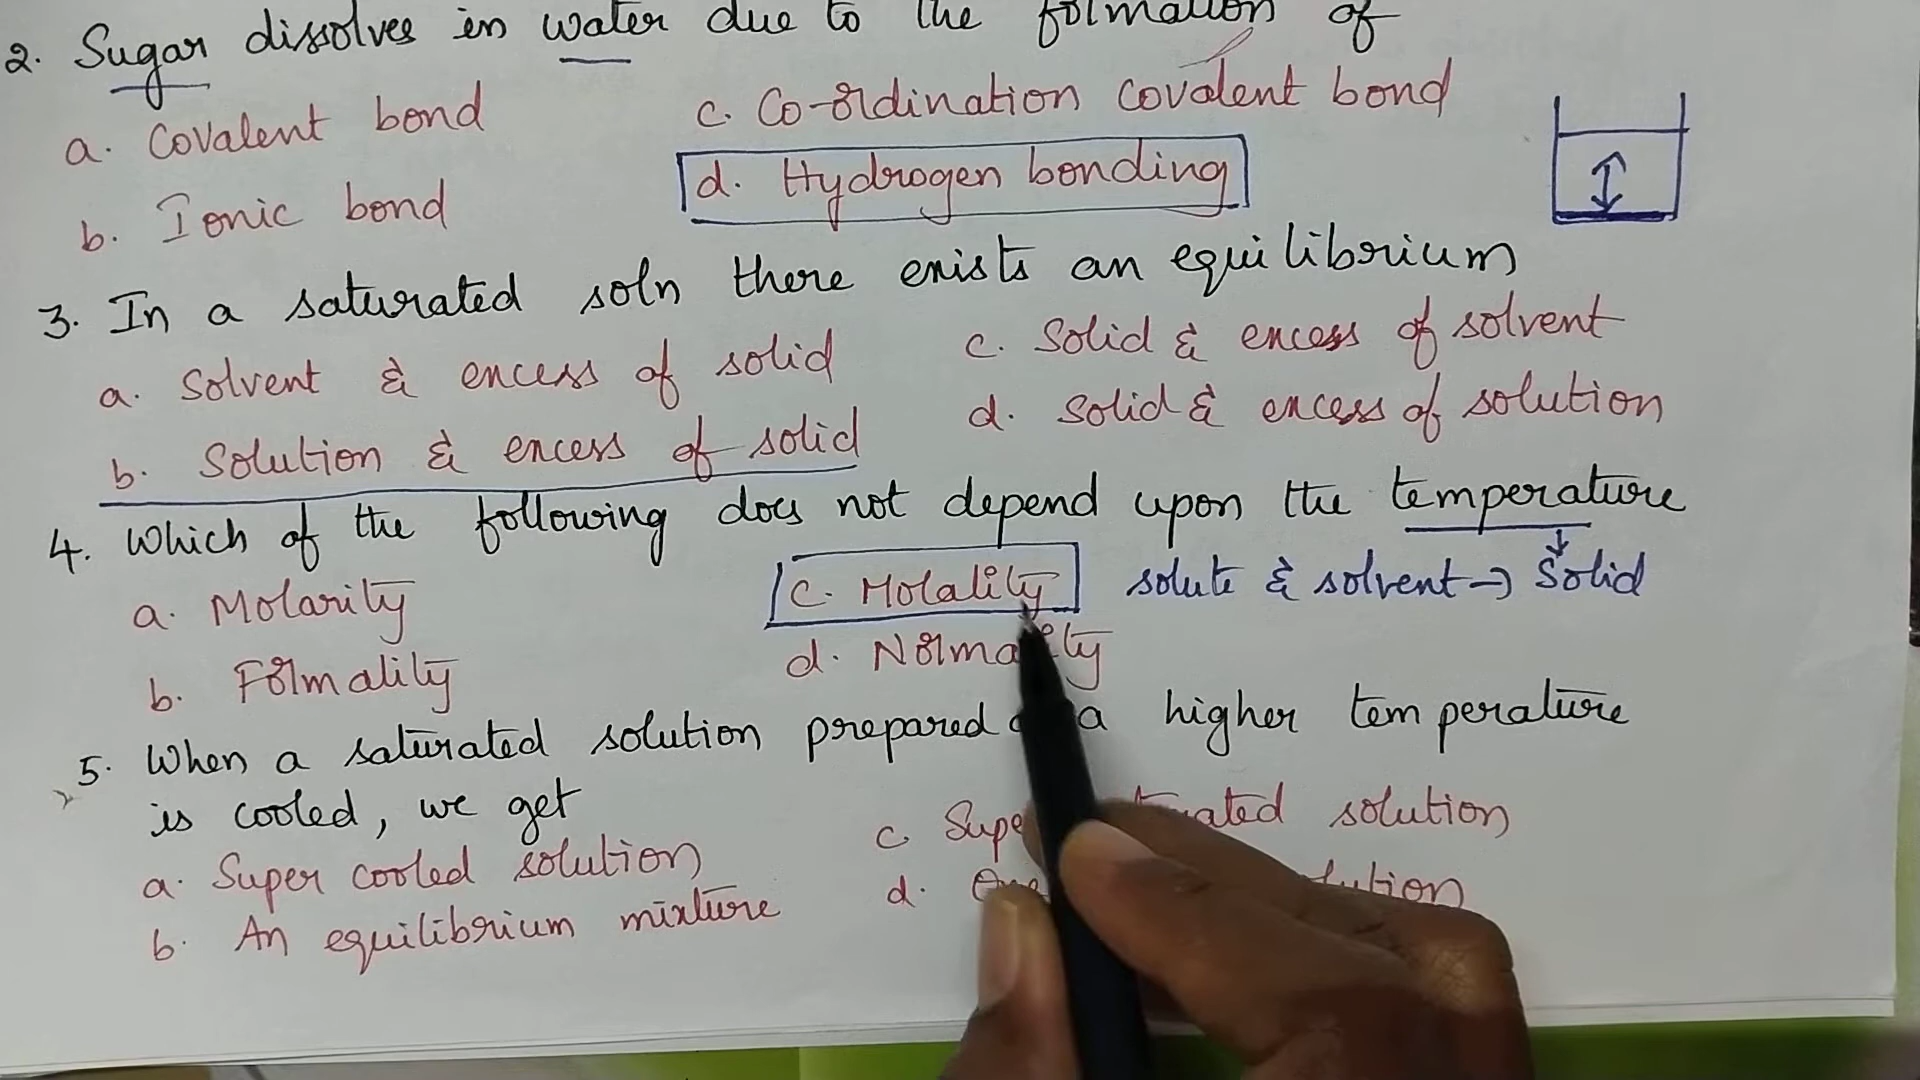 2. Sugar dissolves in water due to the formation of
a. Covalent bond
c. Co-ordination covalent bond
b. Ionic bond
d. Hydrogen bonding
3. In a saturated soln there exists an equilibrium
a. Solvent & excess of solid
c. Solid & excess of solvent
b. Solution & excess of solid
d. Solid & excess of solution
4. Which of the following does not depend upon the temperature
a. Molarity
c. Molality
solute & solvent → Solid
b. Formality
d. Normality
5. When a saturated solution prepared a higher temperature
is cooled, we get
a. Super cooled solution
c. solution
b. An equilibrium mixture
d.